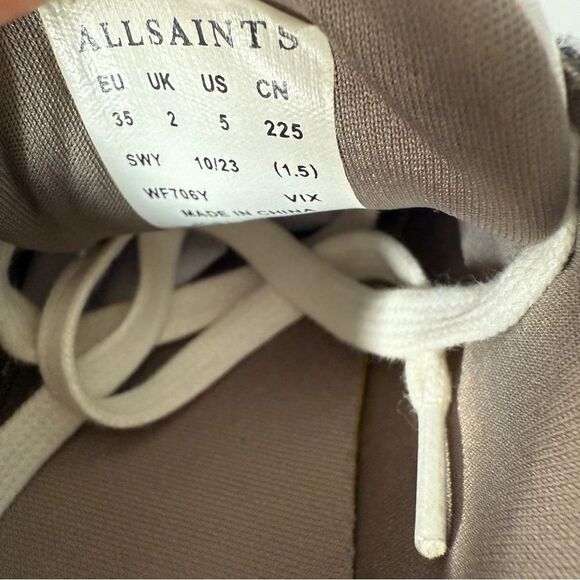 ALLSAINTS
EU UK US CN
35 2 5 225
SWY 10/23 (1.5)
WF706Y VIX
MADE IN CHINA